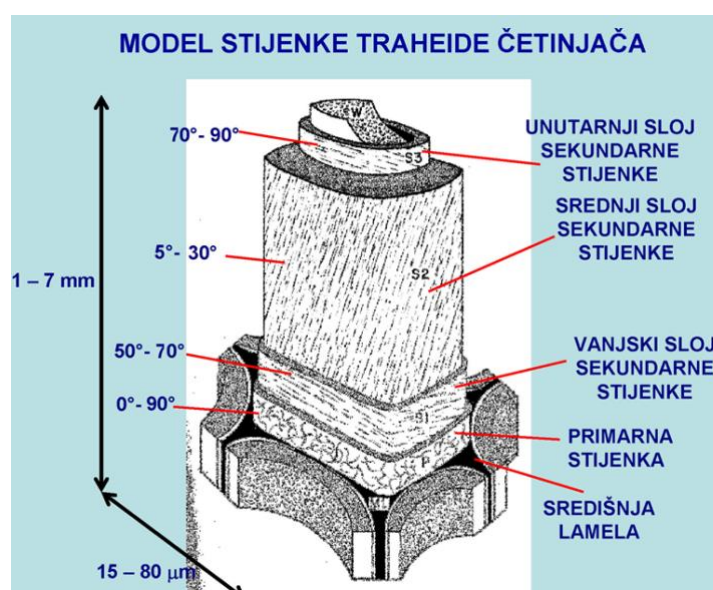 MODEL STIJENKE TRAHEIDE ČETINJAČA
W
70°- 90°
S3
UNUTARNJI SLOJ
SEKUNDARNE
STIJENKE
SREDNJI SLOJ
SEKUNDARNE
STIJENKE
5°- 30°
S2
1 – 7 mm
50°- 70°
VANJSKI SLOJ
SEKUNDARNE
STIJENKE
0°- 90°
S1
P
PRIMARNA
STIJENKA
SREDIŠNJA
LAMELA
15 – 80 μm